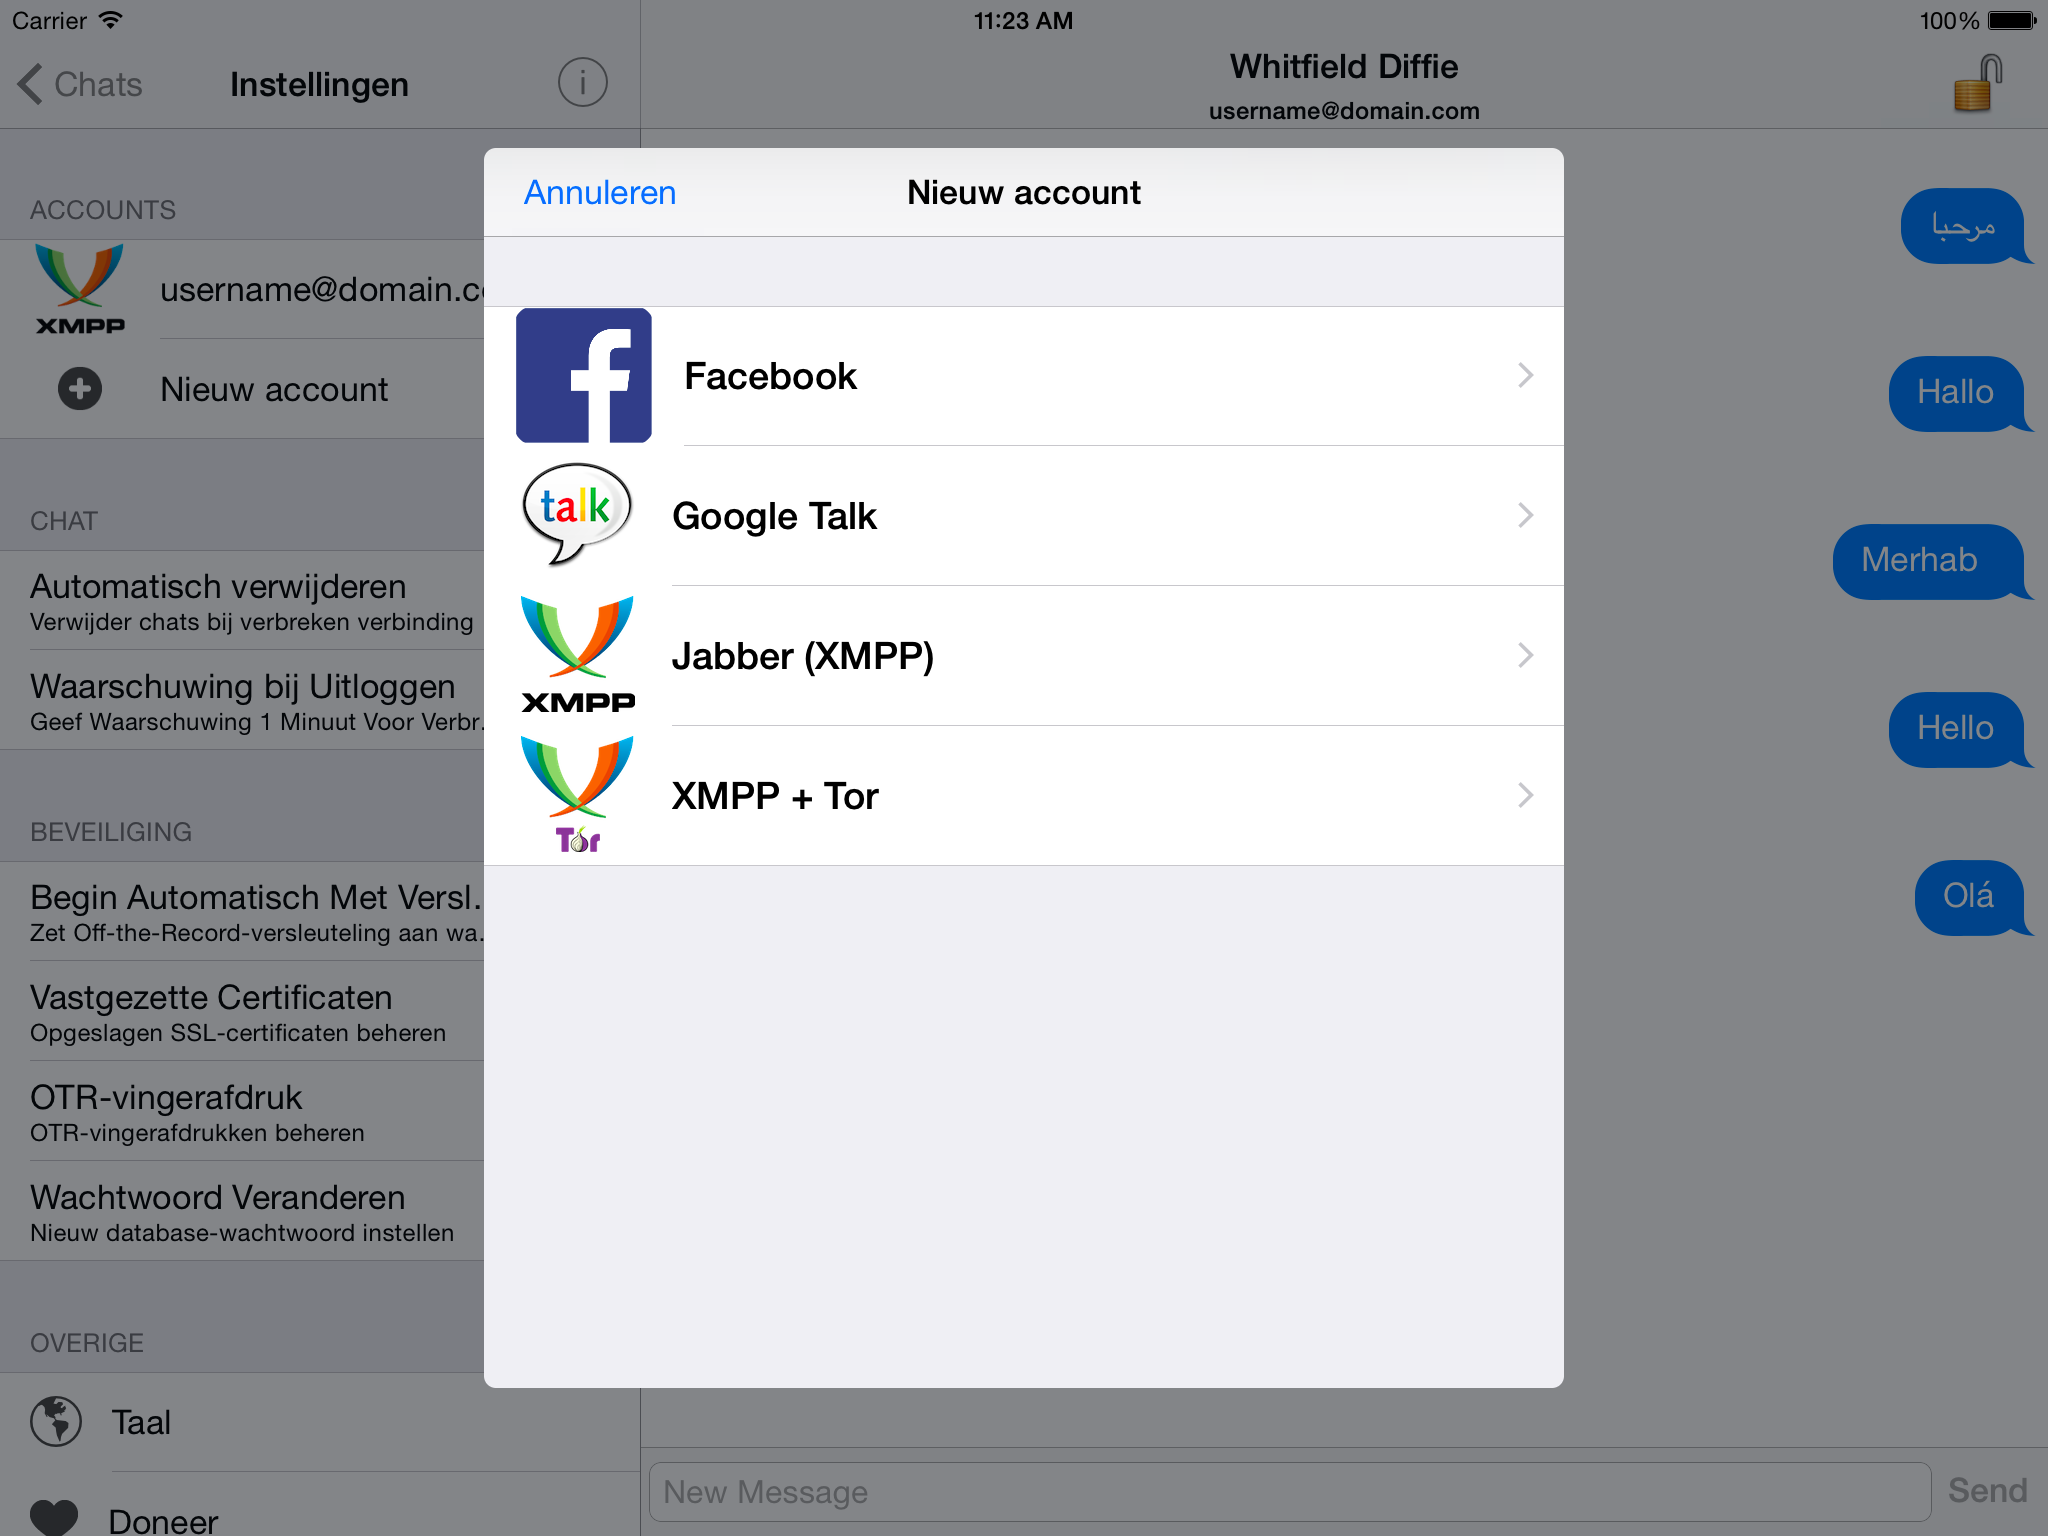 Carrier
11:23 AM
100%
Chats
Instellingen
i
Whitfield Diffie
username@domain.com
ACCOUNTS
XMPP
username@domain.c
Nieuw account
CHAT
Automatisch verwijderen
Verwijder chats bij verbreken verbinding
Waarschuwing bij Uitloggen
Geef Waarschuwing 1 Minuut Voor Verbr...
BEVEILIGING
Begin Automatisch Met Versl...
Zet Off-the-Record-versleuteling aan wa...
Vastgezette Certificaten
Opgeslagen SSL-certificaten beheren
OTR-vingerafdruk
OTR-vingerafdrukken beheren
Wachtwoord Veranderen
Nieuw database-wachtwoord instellen
OVERIGE
Taal
Doneer
Annuleren
Nieuw account
f
Facebook
talk
Google Talk
XMPP
Jabber (XMPP)
Tor
XMPP + Tor
مرحبا
Hallo
Merhab
Hello
Olá
New Message
Send